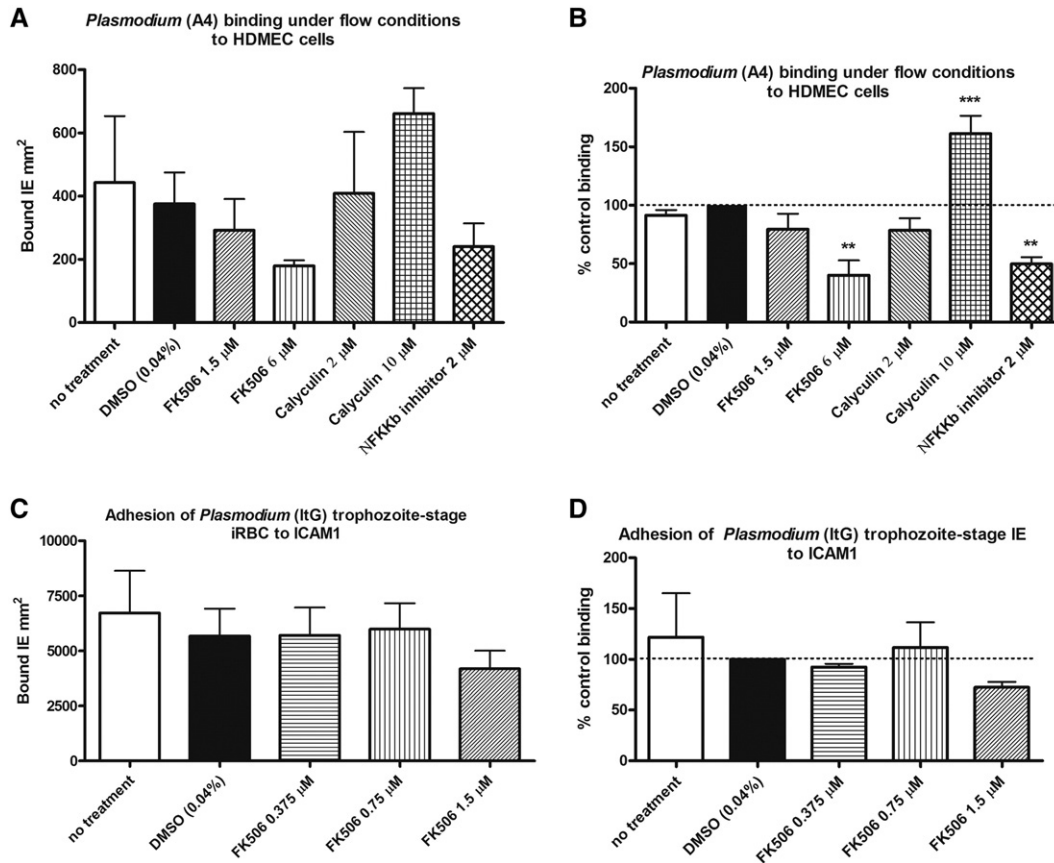 A
Plasmodium (A4) binding under flow conditions
to HDMEC cells
Bound IE mm²
800
600
400
200
0
no treatment
DMSO (0.04%)
FK506 1.5 μM
FK506 6 μM
Calyculin 2 μM
Calyculin 10 μM
NFKKb inhibitor 2 μM
B
Plasmodium (A4) binding under flow conditions
to HDMEC cells
% control binding
200
150
100
50
0
**
***
**
no treatment
DMSO (0.04%)
FK506 1.5 μM
FK506 6 μM
Calyculin 2 μM
Calyculin 10 μM
NFKKb inhibitor 2 μM
C
Adhesion of Plasmodium (ItG) trophozoite-stage
iRBC to ICAM1
Bound IE mm²
10000
7500
5000
2500
0
no treatment
DMSO (0.04%)
FK506 0.375 μM
FK506 0.75 μM
FK506 1.5 μM
D
Adhesion of Plasmodium (ItG) trophozoite-stage IE
to ICAM1
% control binding
200
150
100
50
0
no treatment
DMSO (0.04%)
FK506 0.375 μM
FK506 0.75 μM
FK506 1.5 μM